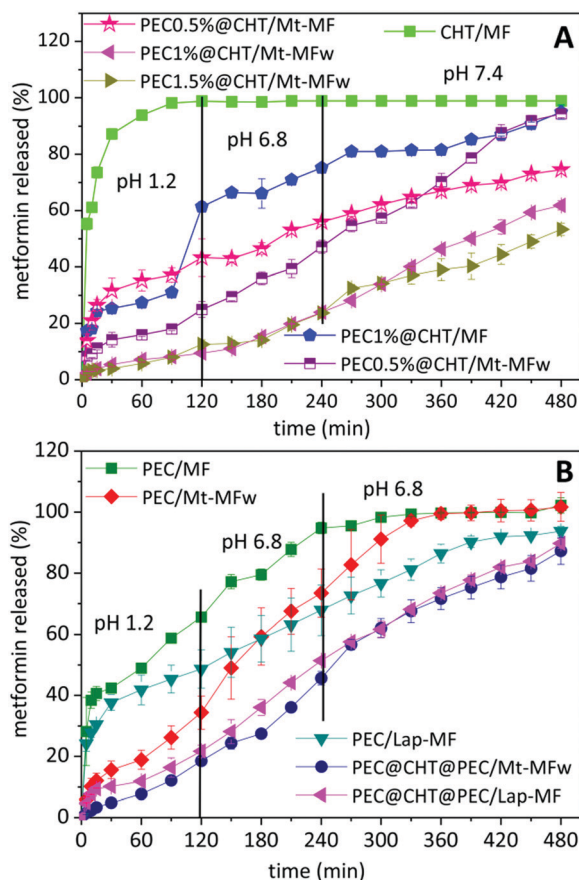 PEC0.5%@CHT/Mt-MF
PEC1%@CHT/Mt-MFw
PEC1.5%@CHT/Mt-MFw
CHT/MF
A
pH 7.4
pH 6.8
pH 1.2
PEC1%@CHT/MF
PEC0.5%@CHT/Mt-MFw
metformin released (%)
120
100
80
60
40
20
0
0 60 120 180 240 300 360 420 480
time (min)
PEC/MF
PEC/Mt-MFw
B
pH 6.8
pH 6.8
pH 1.2
PEC/Lap-MF
PEC@CHT@PEC/Mt-MFw
PEC@CHT@PEC/Lap-MF
metformin released (%)
120
100
80
60
40
20
0
0 60 120 180 240 300 360 420 480
time (min)